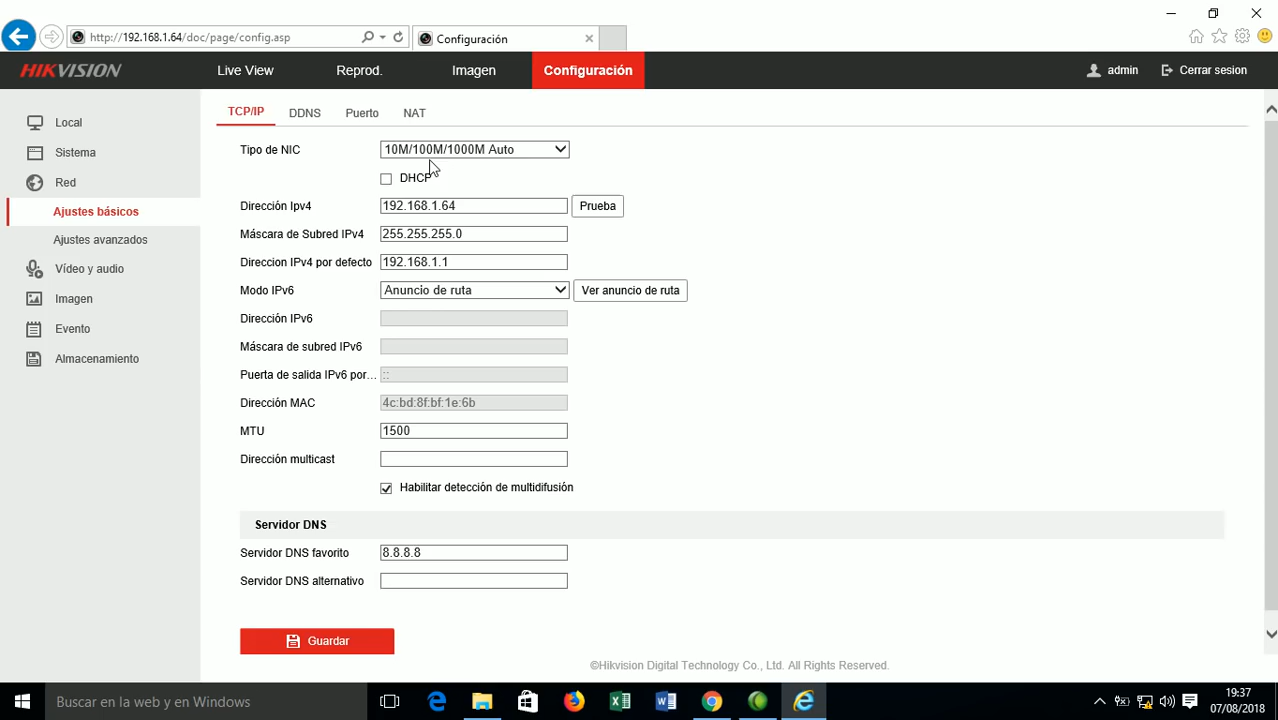 http://192.168.1.64/doc/page/config.asp
Configuración
HIKVISION
Live View
Reprod.
Imagen
Configuración
admin
Cerrar sesion
Local
Sistema
Red
Ajustes básicos
Ajustes avanzados
Vídeo y audio
Imagen
Evento
Almacenamiento
TCP/IP
DDNS
Puerto
NAT
Tipo de NIC 10M/100M/1000M Auto
DHCP
Dirección Ipv4 192.168.1.64 Prueba
Máscara de Subred IPv4 255.255.255.0
Direccion IPv4 por defecto 192.168.1.1
Modo IPv6 Anuncio de ruta Ver anuncio de ruta
Dirección IPv6
Máscara de subred IPv6
Puerta de salida IPv6 por... ::
Dirección MAC 4c:bd:8f:bf:1e:6b
MTU 1500
Dirección multicast
Habilitar detección de multidifusión
Servidor DNS
Servidor DNS favorito 8.8.8.8
Servidor DNS alternativo
Guardar
©Hikvision Digital Technology Co., Ltd. All Rights Reserved.
Buscar en la web y en Windows
19:37
07/08/2018